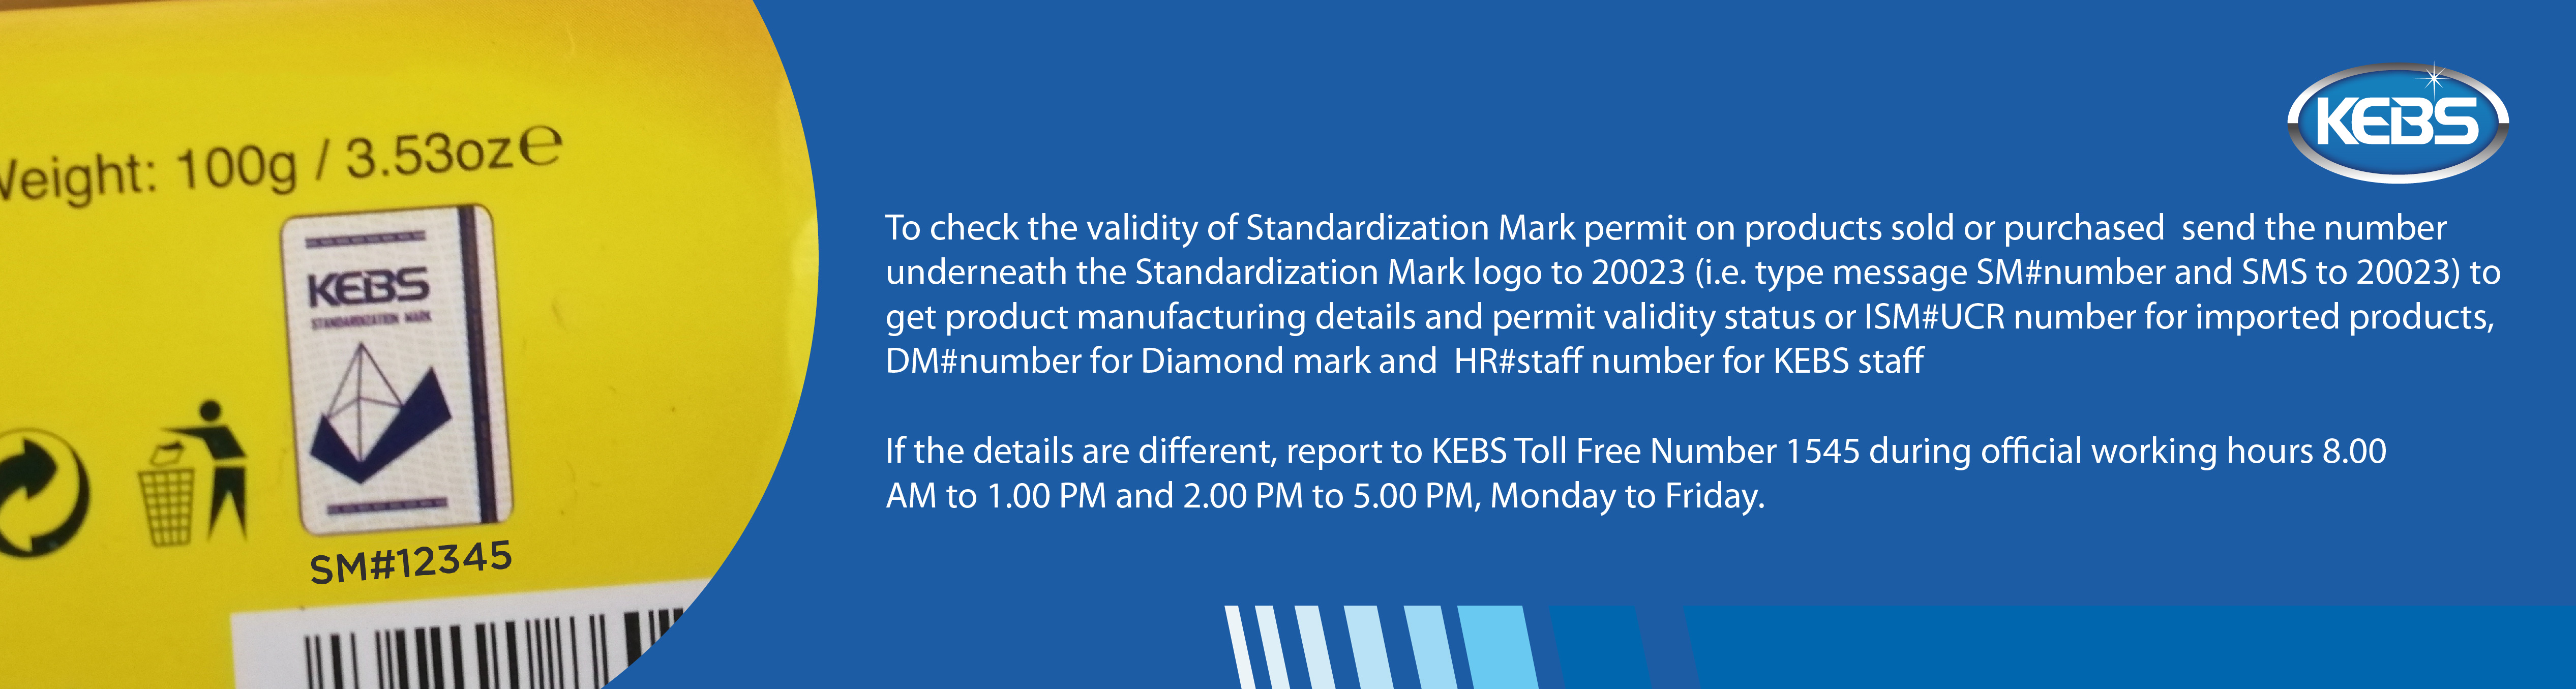 Weight: 100g / 3.53oz℮
KEBS
STANDARDIZATION MARK
SM#12345
KEBS
To check the validity of Standardization Mark permit on products sold or purchased  send the number
underneath the Standardization Mark logo to 20023 (i.e. type message SM#number and SMS to 20023) to
get product manufacturing details and permit validity status or ISM#UCR number for imported products,
DM#number for Diamond mark and  HR#staff number for KEBS staff
If the details are different, report to KEBS Toll Free Number 1545 during official working hours 8.00
AM to 1.00 PM and 2.00 PM to 5.00 PM, Monday to Friday.